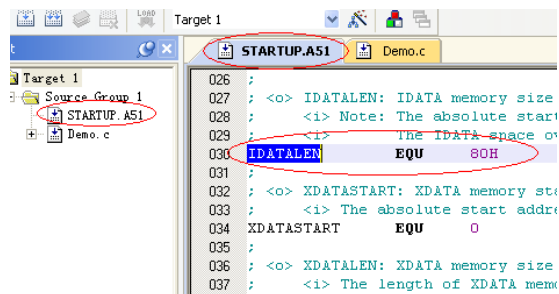 LOAD
Target 1
STARTUP.A51
Demo.c
Target 1
Source Group 1
STARTUP.A51
Demo.c
026 ;
027 ; <o> IDATALEN: IDATA memory size
028 ; <i> Note: The absolute start
029 ; <i> The IDATA space ov
030 IDATALEN EQU 80H
031 ;
032 ; <o> XDATASTART: XDATA memory sta
033 ; <i> The absolute start addre
034 XDATASTART EQU 0
035 ;
036 ; <o> XDATALEN: XDATA memory size
037 ; <i> The length of XDATA memo